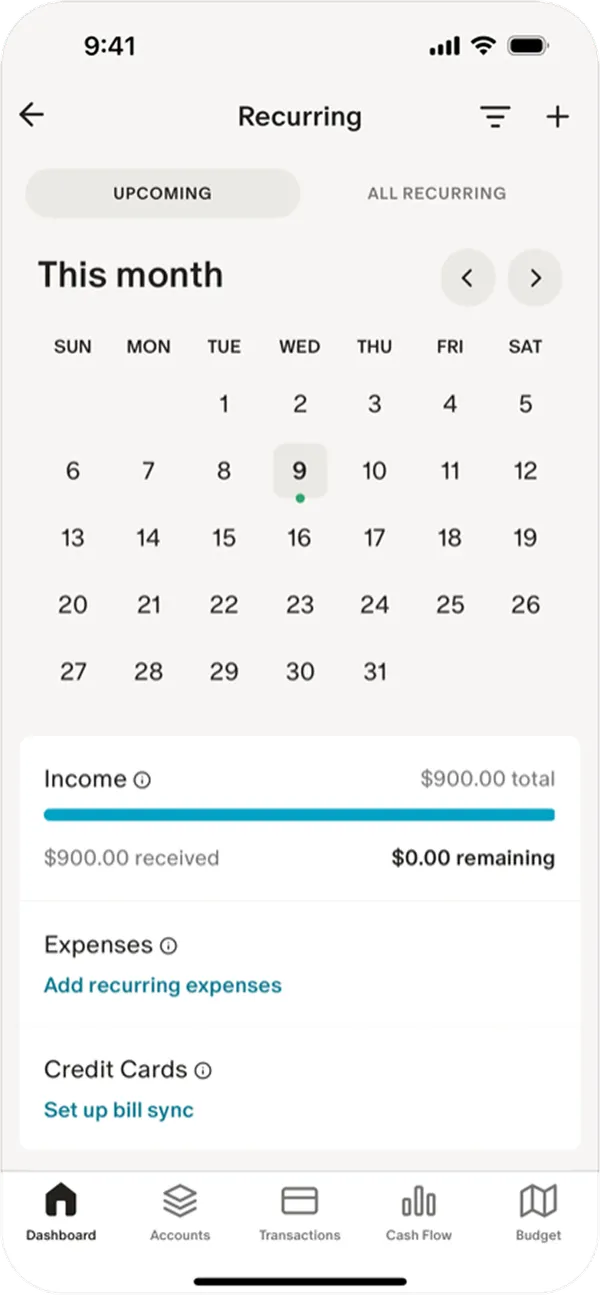 9:41
Recurring
UPCOMING ALL RECURRING
This month
SUN MON TUE WED THU FRI SAT
1 2 3 4 5
6 7 8 9 10 11 12
13 14 15 16 17 18 19
20 21 22 23 24 25 26
27 28 29 30 31
Income $900.00 total
$900.00 received $0.00 remaining
Expenses
Add recurring expenses
Credit Cards
Set up bill sync
Dashboard Accounts Transactions Cash Flow Budget